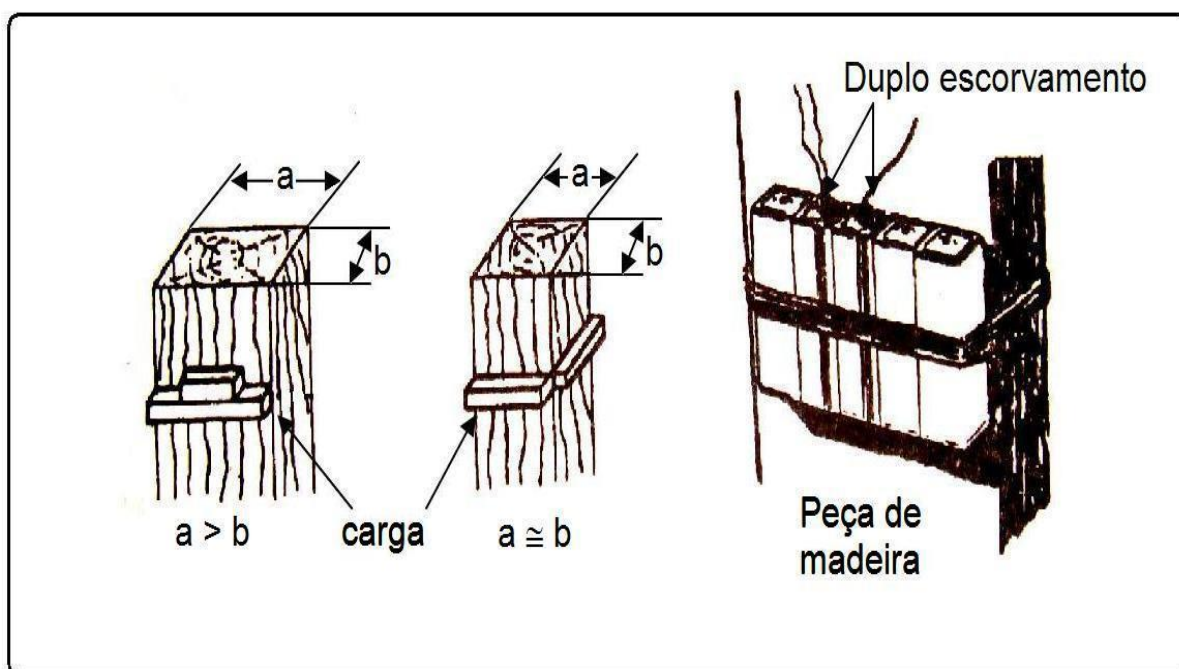 Duplo escorvamento
a
a
b
b
a > b
carga
a ≅ b
Peça de
madeira